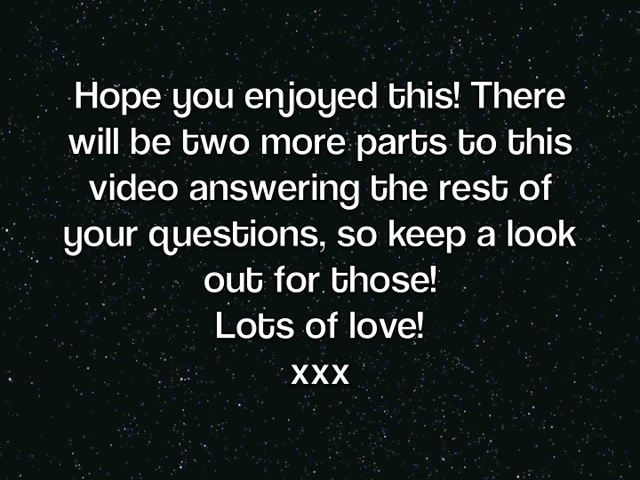 Hope you enjoyed this! There
will be two more parts to this
video answering the rest of
your questions, so keep a look
out for those!
Lots of love!
xxx